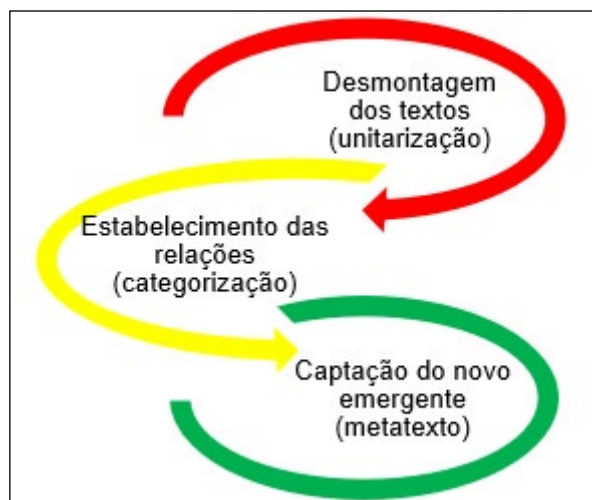 Desmontagem
dos textos
(unitarização)
Estabelecimento das
relações
(categorização)
Captação do novo
emergente
(metatexto)